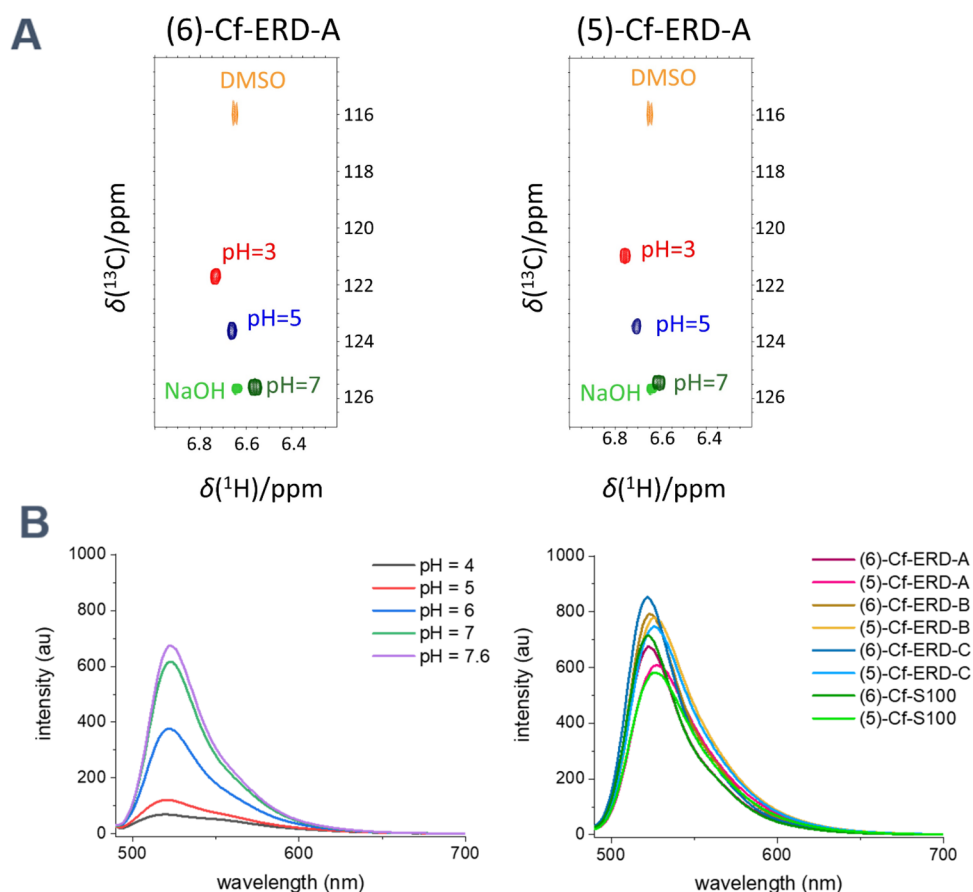 A
(6)-Cf-ERD-A
(5)-Cf-ERD-A
DMSO
pH=3
pH=5
NaOH
pH=7
116
118
120
122
124
126
δ(¹³C)/ppm
6.8
6.6
6.4
δ(¹H)/ppm
DMSO
pH=3
pH=5
NaOH
pH=7
116
118
120
122
124
126
δ(¹³C)/ppm
6.8
6.6
6.4
δ(¹H)/ppm
B
1000
800
600
400
200
0
intensity (au)
500
600
700
wavelength (nm)
pH = 4
pH = 5
pH = 6
pH = 7
pH = 7.6
1000
800
600
400
200
0
intensity (au)
500
600
700
wavelength (nm)
(6)-Cf-ERD-A
(5)-Cf-ERD-A
(6)-Cf-ERD-B
(5)-Cf-ERD-B
(6)-Cf-ERD-C
(5)-Cf-ERD-C
(6)-Cf-S100
(5)-Cf-S100